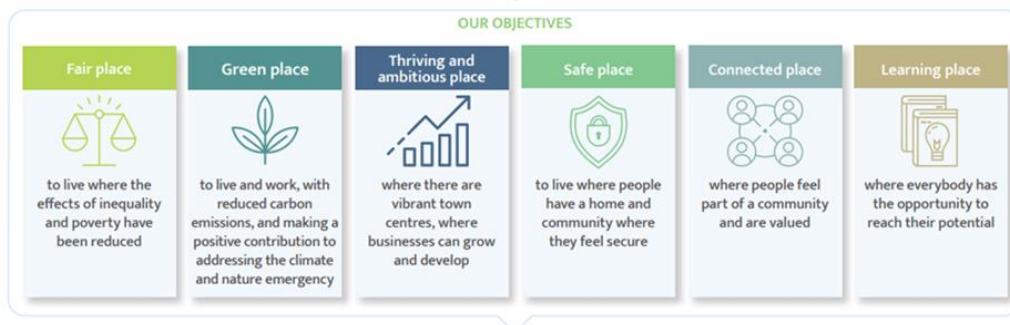 OUR OBJECTIVES
Fair place
to live where the
effects of inequality
and poverty have
been reduced
Green place
to live and work, with
reduced carbon
emissions, and making a
positive contribution to
addressing the climate
and nature emergency
Thriving and
ambitious place
where there are
vibrant town
centres, where
businesses can grow
and develop
Safe place
to live where people
have a home and
community where
they feel secure
Connected place
where people feel
part of a community
and are valued
Learning place
where everybody has
the opportunity to
reach their potential